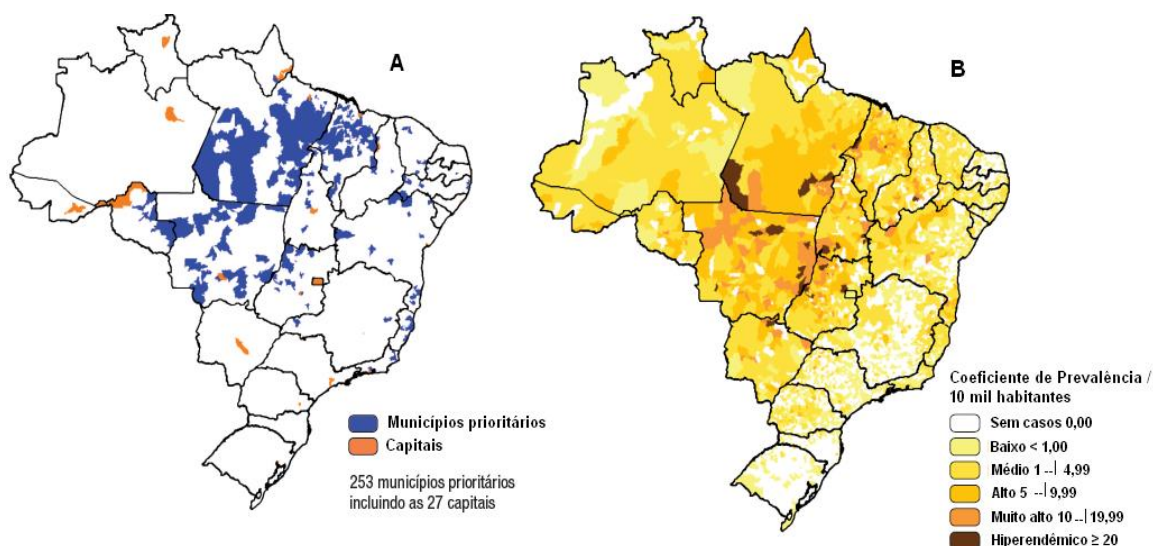 A
Municípios prioritários
Capitais
253 municípios prioritários
incluindo as 27 capitais
B
Coeficiente de Prevalência /
10 mil habitantes
Sem casos 0,00
Baixo < 1,00
Médio 1 --| 4,99
Alto 5 --| 9,99
Muito alto 10 --| 19,99
Hiperendêmico ≥ 20